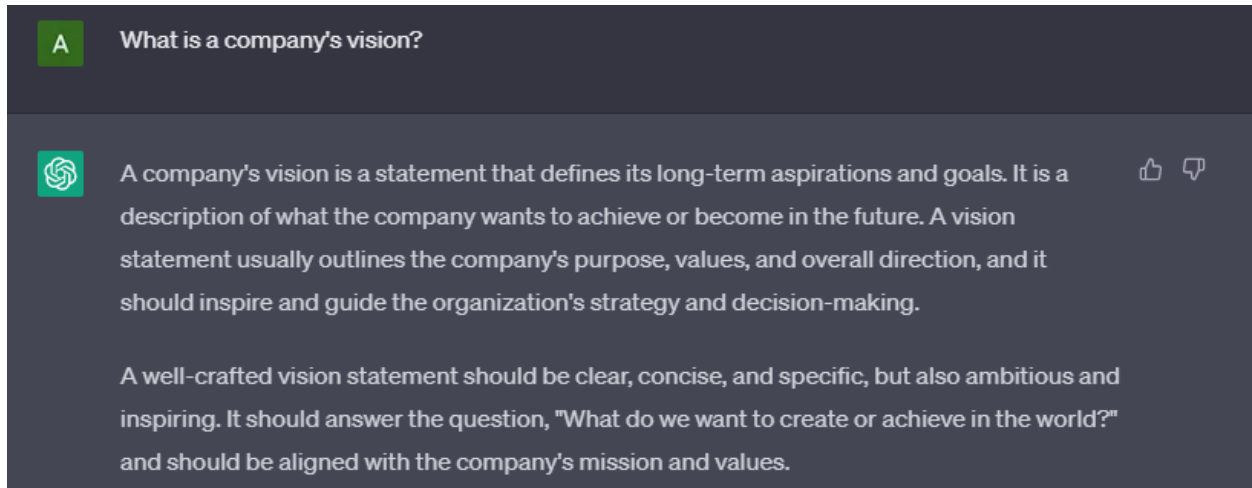 A
What is a company's vision?
A company's vision is a statement that defines its long-term aspirations and goals. It is a
description of what the company wants to achieve or become in the future. A vision
statement usually outlines the company's purpose, values, and overall direction, and it
should inspire and guide the organization's strategy and decision-making.
A well-crafted vision statement should be clear, concise, and specific, but also ambitious and
inspiring. It should answer the question, "What do we want to create or achieve in the world?"
and should be aligned with the company's mission and values.